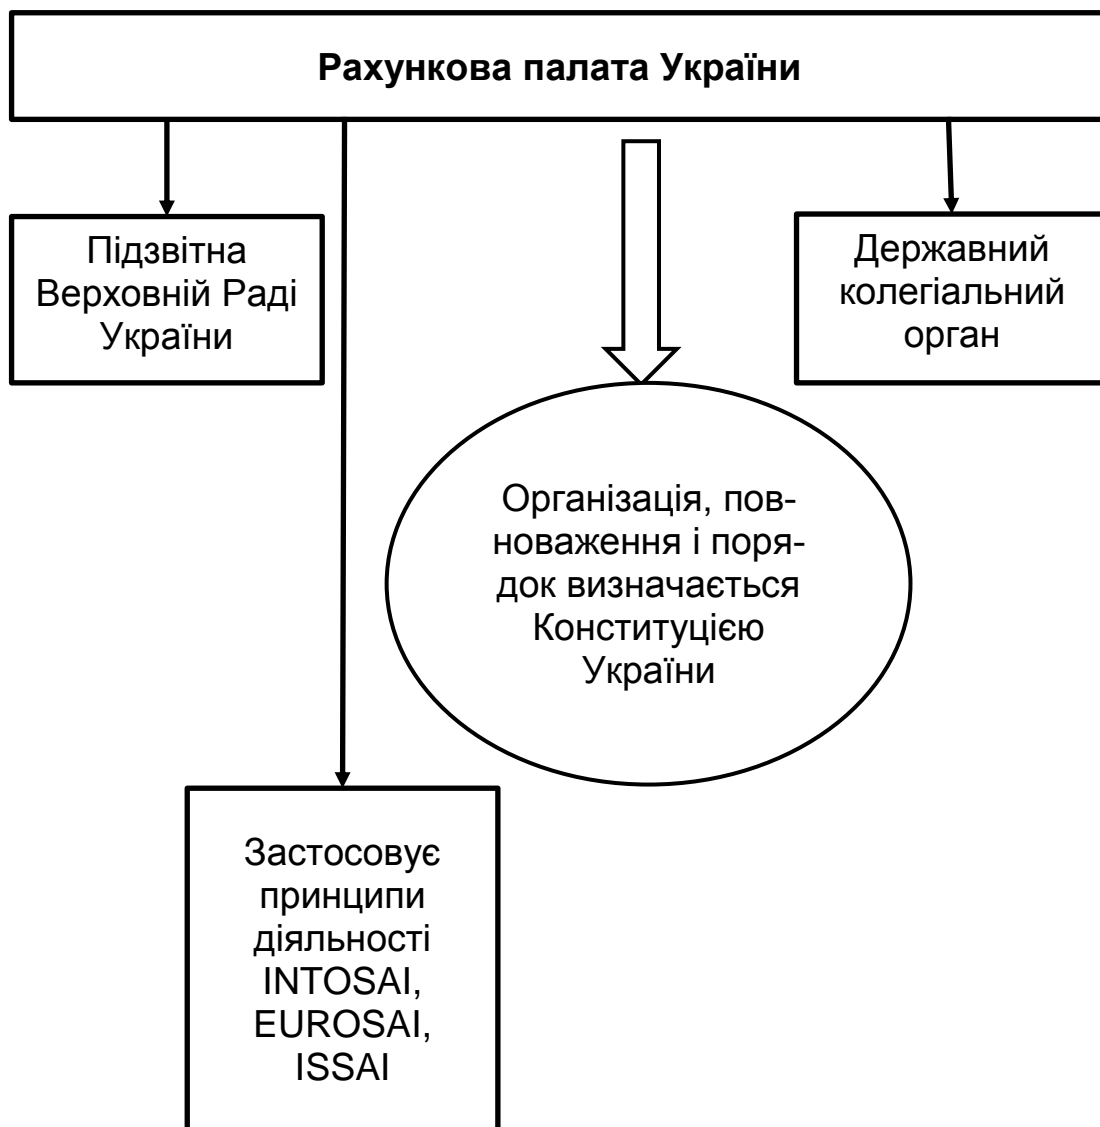 Рахункова палата України
Підзвітна
Верховній Раді
України
Державний
колегіальний
орган
Організація, пов-
новаження і поря-
док визначається
Конституцією
України
Застосовує
принципи
діяльності
INTOSAI,
EUROSAI,
ISSAI